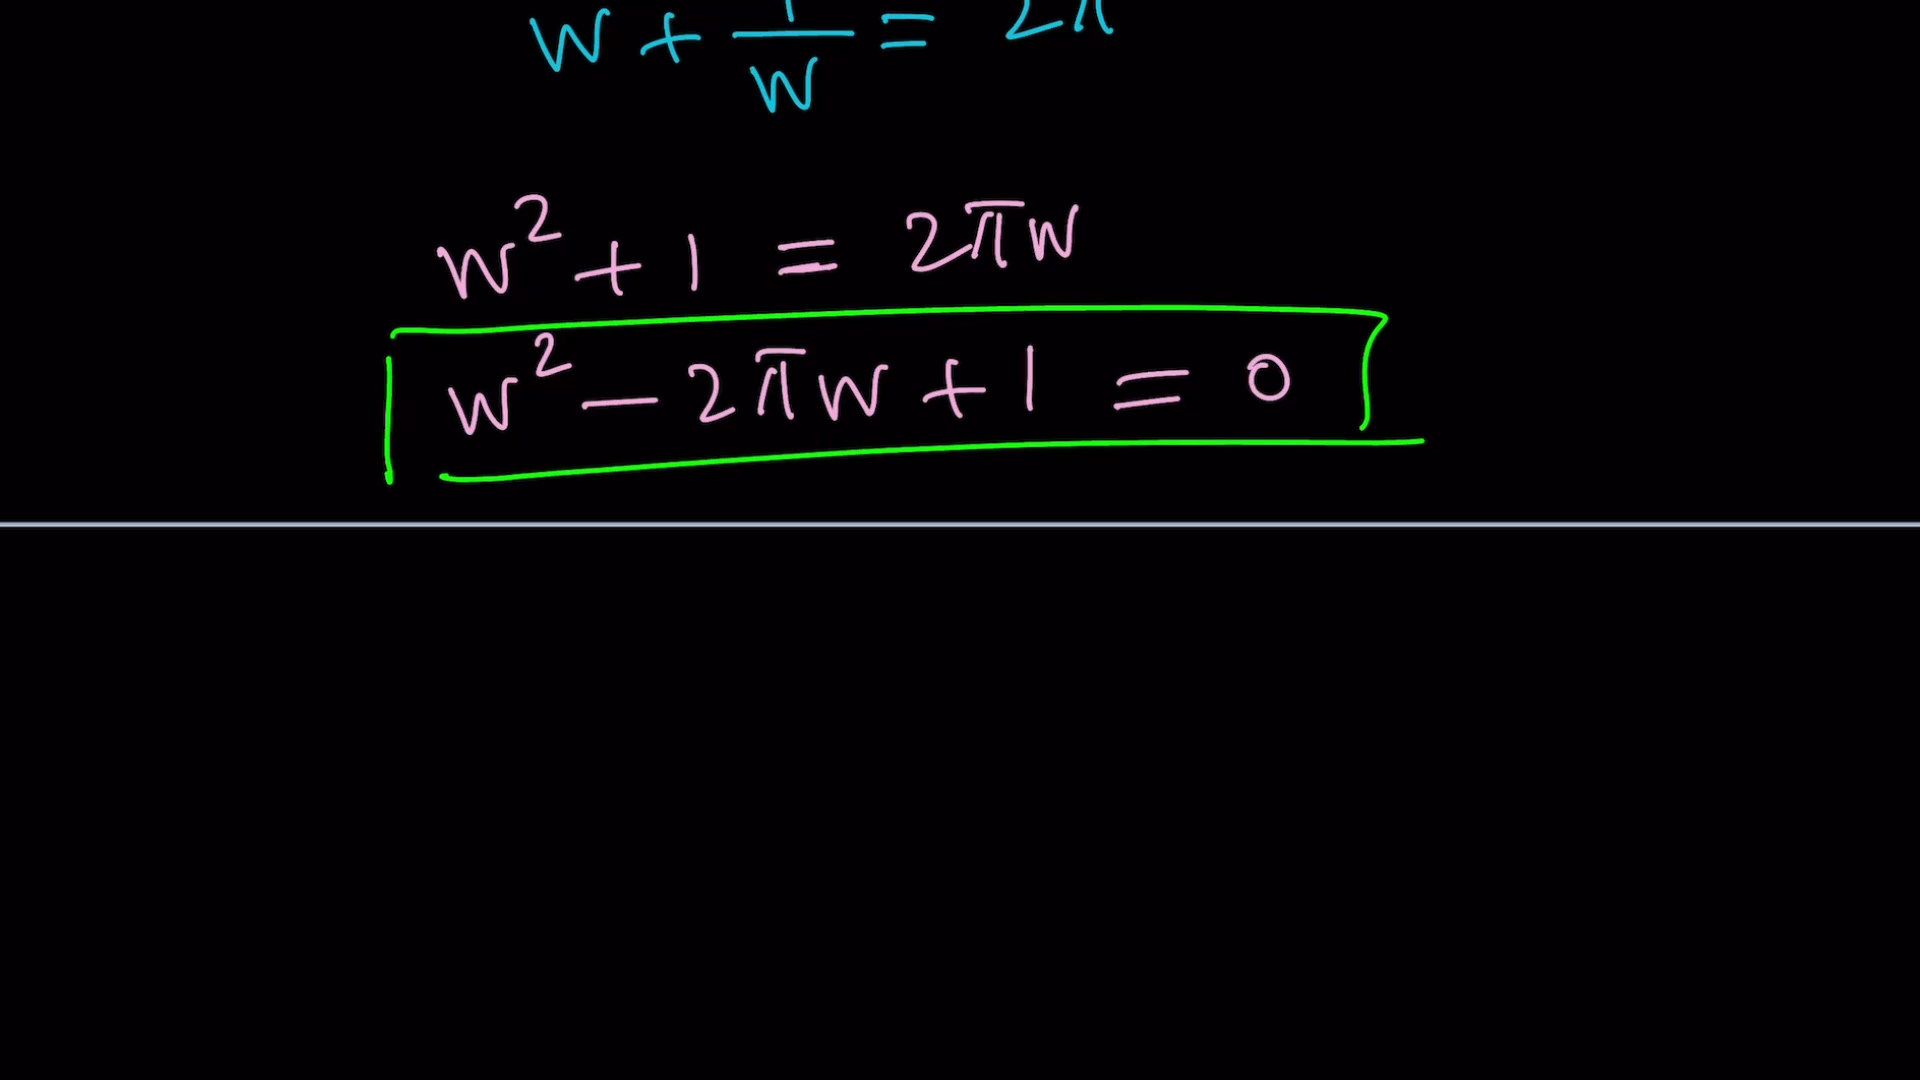 w + 1/w = 2π
w² + 1 = 2πw
w² − 2πw + 1 = 0